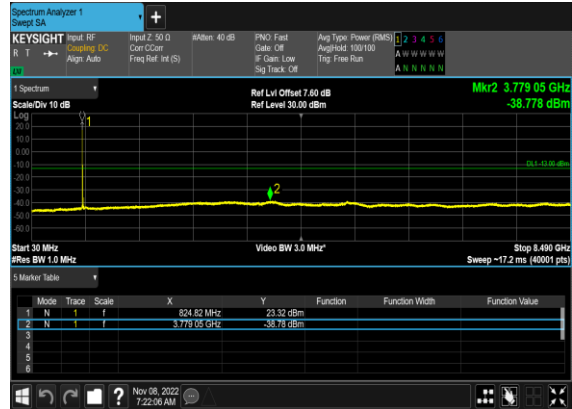 Spectrum Analyzer 1
Swept SA
+
KEYSIGHT Input: RF Input Z: 50 Ω #Atten: 40 dB PNO: Fast Avg Type: Power (RMS) 1 2 3 4 5 6
R T Coupling: DC Corr CCorr Gate: Off Avg|Hold: 100/100 A W W W W W
Align: Auto Freq Ref: Int (S) IF Gain: Low Trig: Free Run
Sig Track: Off A N N N N N
LXI
1 Spectrum Ref Lvl Offset 7.60 dB Mkr2 3.779 05 GHz
Scale/Div 10 dB Ref Level 30.00 dBm -38.778 dBm
Log
20.0
10.0
0.00
-10.0
-20.0
-30.0
-40.0
-50.0
-60.0
1
2
DL1 -13.00 dBm
Start 30 MHz Video BW 3.0 MHz* Stop 8.490 GHz
#Res BW 1.0 MHz Sweep ~17.2 ms (40001 pts)
5 Marker Table
Mode Trace Scale X Y Function Function Width Function Value
1 N 1 f 824.82 MHz 23.32 dBm
2 N 1 f 3.779 05 GHz -38.78 dBm
3
4
5
6
? Nov 08, 2022
7:22:06 AM